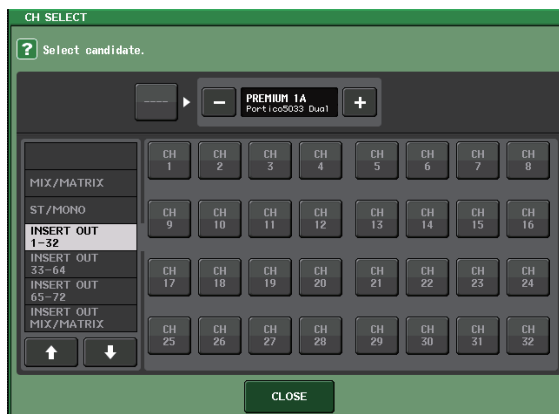 CH SELECT
? Select candidate.
----
−
PREMIUM 1A
Portico5033 Dual
+
MIX/MATRIX
ST/MONO
INSERT OUT
1-32
INSERT OUT
33-64
INSERT OUT
65-72
INSERT OUT
MIX/MATRIX
CH 1
CH 2
CH 3
CH 4
CH 5
CH 6
CH 7
CH 8
CH 9
CH 10
CH 11
CH 12
CH 13
CH 14
CH 15
CH 16
CH 17
CH 18
CH 19
CH 20
CH 21
CH 22
CH 23
CH 24
CH 25
CH 26
CH 27
CH 28
CH 29
CH 30
CH 31
CH 32
CLOSE